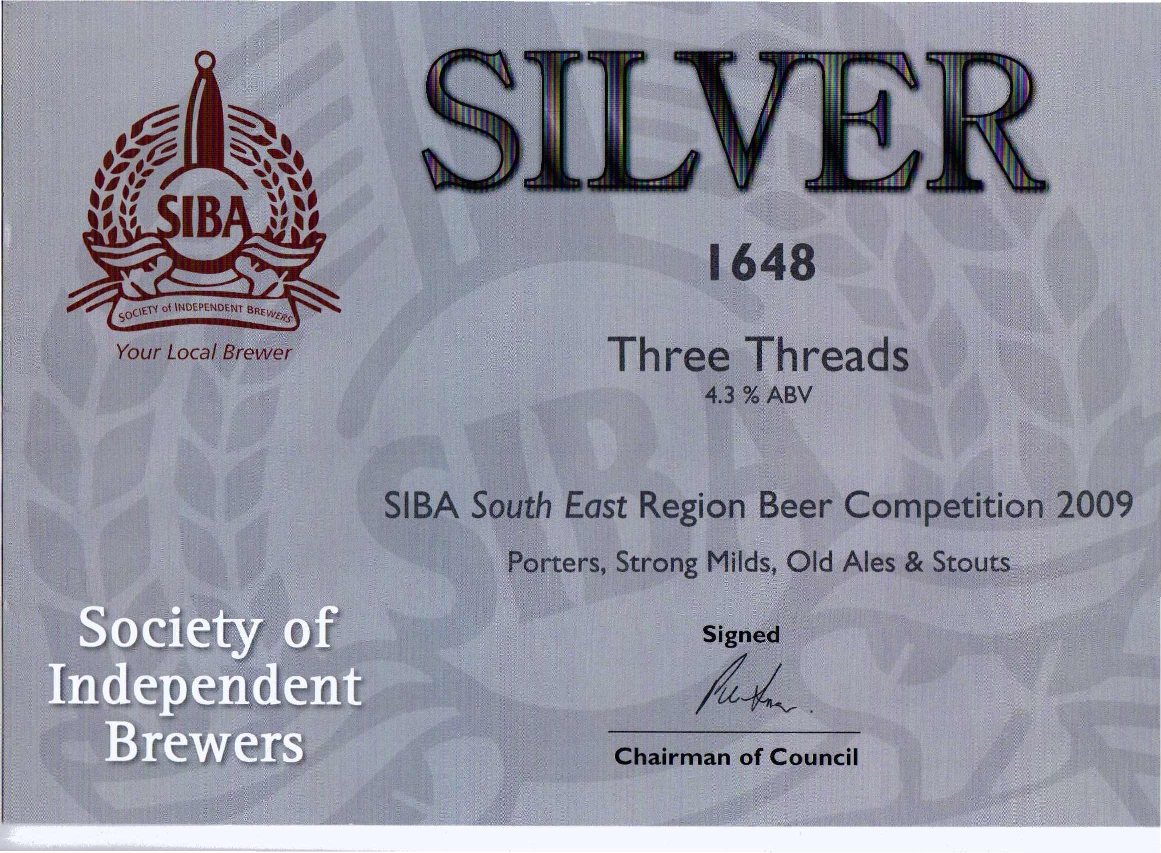 SILVER
SIBA
SOCIETY of INDEPENDENT BREWERS
Your Local Brewer
1648
Three Threads
4.3 % ABV
SIBA
SIBA South East Region Beer Competition 2009
Porters, Strong Milds, Old Ales & Stouts
Society of
Independent
Brewers
Signed
Chairman of Council